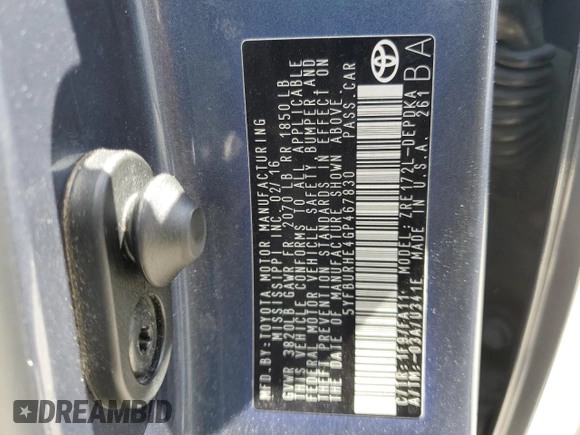 MFD.BY:TOYOTA MOTOR MANUFACTURING
MISSISSIPPI INC. 02/16
GVWR 3820LB GAWR FR 2070 LB RR 1850 LB
THIS VEHICLE CONFORMS TO ALL APPLICABLE
FEDERAL MOTOR VEHICLE SAFETY, BUMPER AND
THEFT PREVENTION STANDARDS IN EFFECT ON
THE DATE OF MANUFACTURE SHOWN ABOVE.
5YFBURHE4GP467830 PASS.CAR
C/TR: FA11 MODEL: ZRE172L-DEPDKA
A/TM:-03A/U341E MADE IN U.S.A. 261
BA
DREAMBID